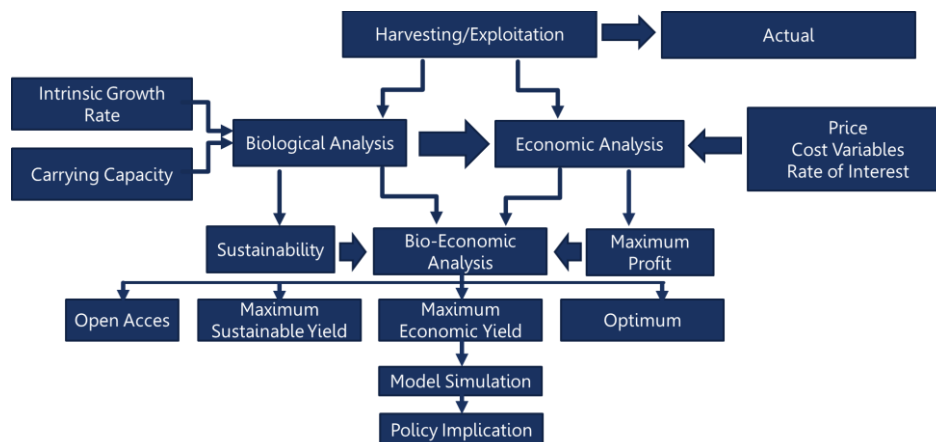 Harvesting/Exploitation
Actual
Intrinsic Growth
Rate
Carrying Capacity
Biological Analysis
Economic Analysis
Price
Cost Variables
Rate of Interest
Sustainability
Bio-Economic
Analysis
Maximum
Profit
Open Acces
Maximum
Sustainable Yield
Maximum
Economic Yield
Optimum
Model Simulation
Policy Implication